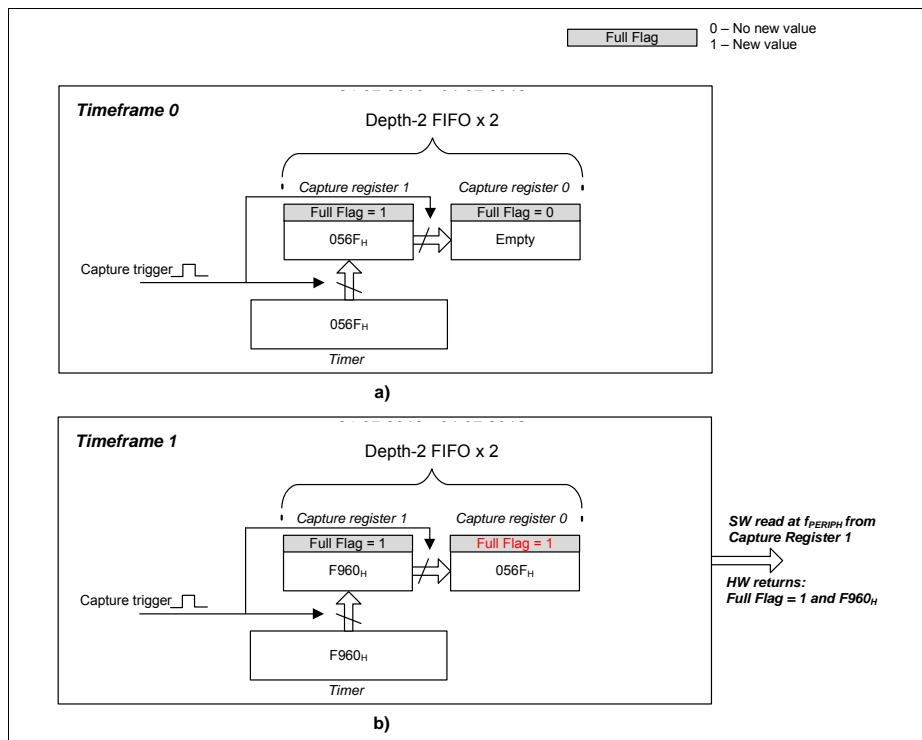 Full Flag
0 – No new value
1 – New value
Timeframe 0
Depth-2 FIFO x 2
Capture register 1
Capture register 0
Full Flag = 1
Full Flag = 0
056FH
Empty
Capture trigger
056FH
Timer
a)
Timeframe 1
Depth-2 FIFO x 2
Capture register 1
Capture register 0
Full Flag = 1
Full Flag = 1
F960H
056FH
SW read at fPERIPH from
Capture Register 1
HW returns:
Full Flag = 1 and F960H
Capture trigger
F960H
Timer
b)